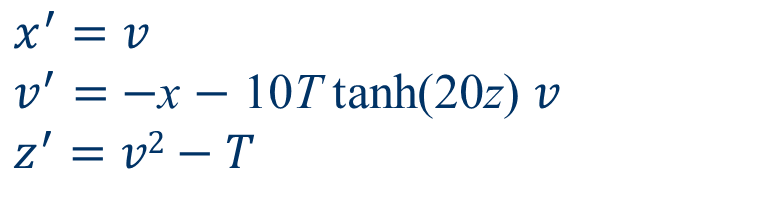 x′ = v
v′ = −x − 10T tanh(20z) v
z′ = v² − T